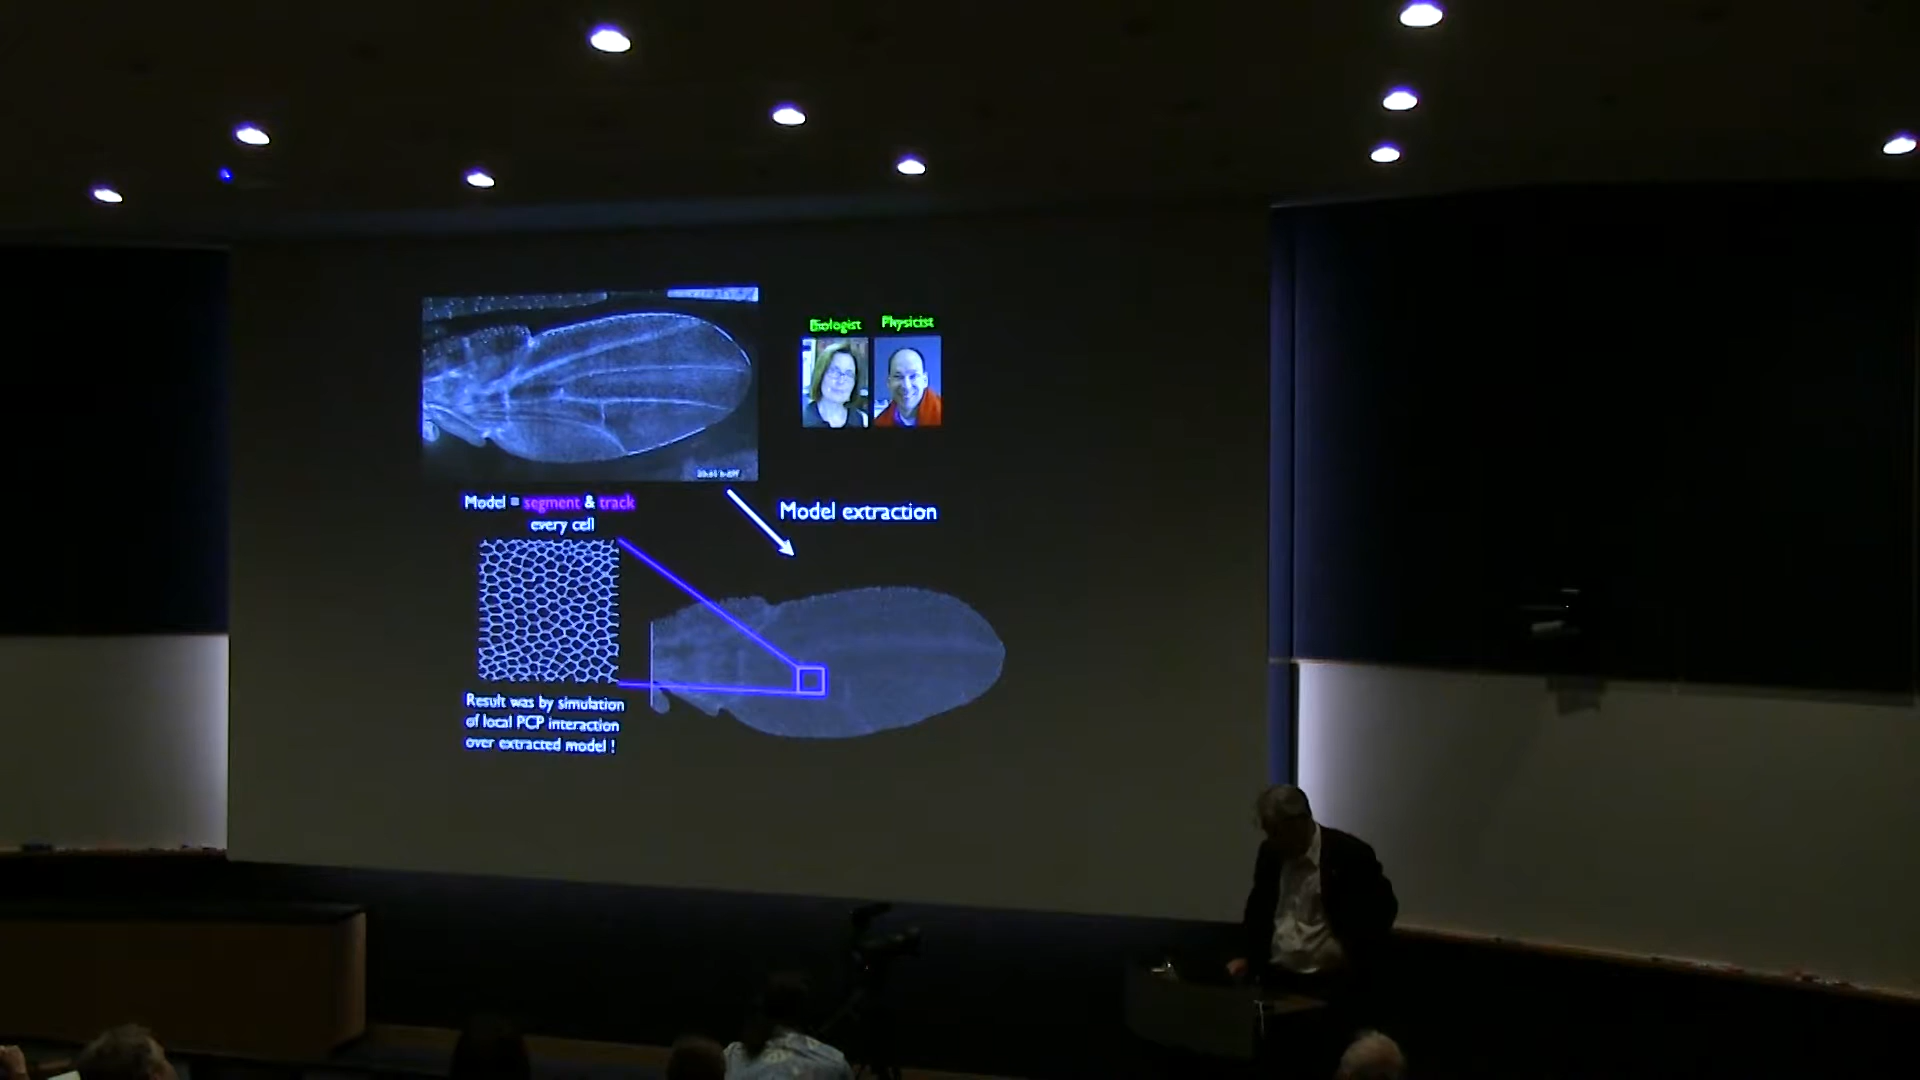 Biologist Physicist
Model = segment & track
every cell
Model extraction
Result was by simulation
of local PCP interaction
over extracted model !